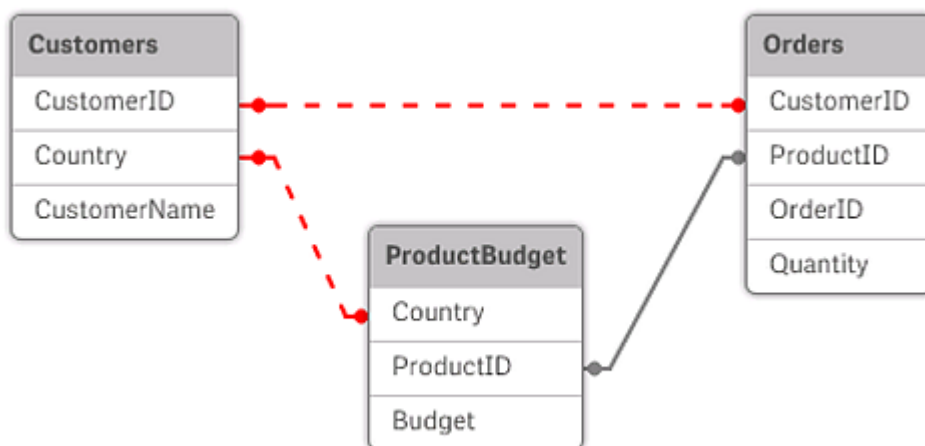 Customers
CustomerID
Country
CustomerName
Orders
CustomerID
ProductID
OrderID
Quantity
ProductBudget
Country
ProductID
Budget